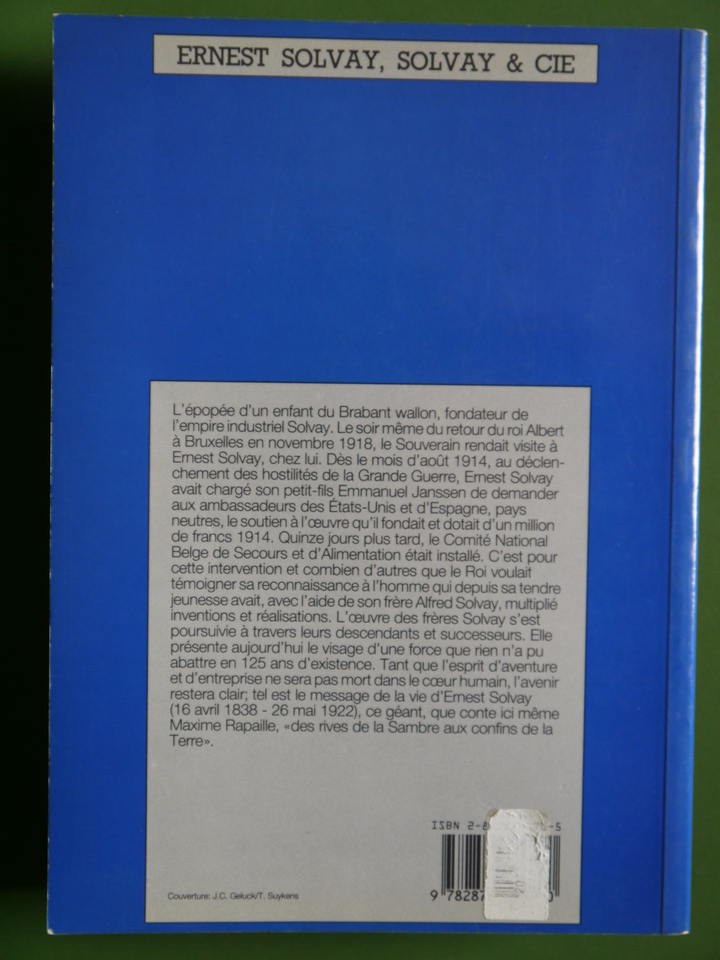 ERNEST SOLVAY, SOLVAY & CIE
L'épopée d'un enfant du Brabant wallon, fondateur de
l'empire industriel Solvay. Le soir même du retour du roi Albert
à Bruxelles en novembre 1918, le Souverain rendait visite à
Ernest Solvay, chez lui. Dès le mois d'août 1914, au déclen-
chement des hostilités de la Grande Guerre, Ernest Solvay
avait chargé son petit-fils Emmanuel Janssen de demander
aux ambassadeurs des États-Unis et d'Espagne, pays
neutres, le soutien à l'œuvre qu'il fondait et dotait d'un million
de francs 1914. Quinze jours plus tard, le Comité National
Belge de Secours et d'Alimentation était installé. C'est pour
cette intervention et combien d'autres que le Roi voulait
témoigner sa reconnaissance à l'homme qui depuis sa tendre
jeunesse avait, avec l'aide de son frère Alfred Solvay, multiplié
inventions et réalisations. L'œuvre des frères Solvay s'est
poursuivie à travers leurs descendants et successeurs. Elle
présente aujourd'hui le visage d'une force que rien n'a pu
abattre en 125 ans d'existence. Tant que l'esprit d'aventure
et d'entreprise ne sera pas mort dans le cœur humain, l'avenir
restera clair; tel est le message de la vie d'Ernest Solvay
(16 avril 1838 - 26 mai 1922), ce géant, que conte ici même
Maxime Rapaille, «des rives de la Sambre aux confins de la
Terre».
ISBN
Couverture: J.C. Geluck/T. Suykens